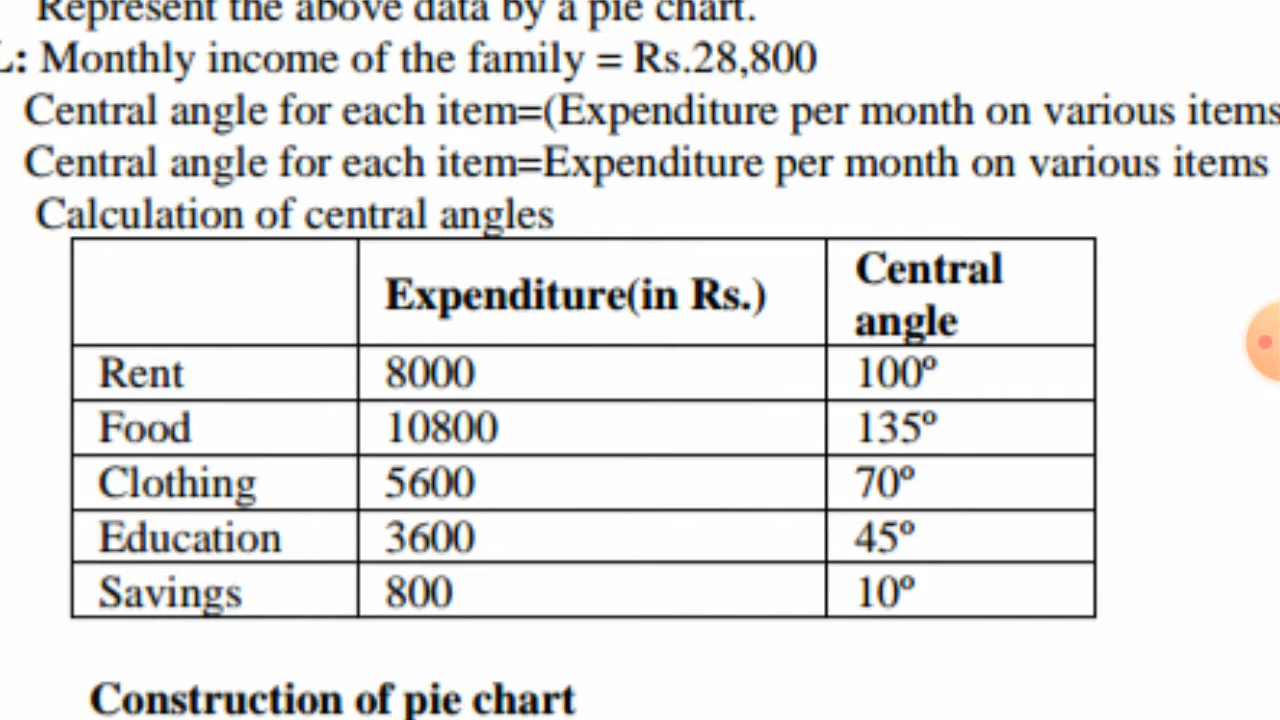 Represent the above data by a pie chart.
L: Monthly income of the family = Rs.28,800
Central angle for each item=(Expenditure per month on various items
Central angle for each item=Expenditure per month on various items
Calculation of central angles
Expenditure(in Rs.) Central angle
Rent 8000 100º
Food 10800 135º
Clothing 5600 70º
Education 3600 45º
Savings 800 10º
Construction of pie chart